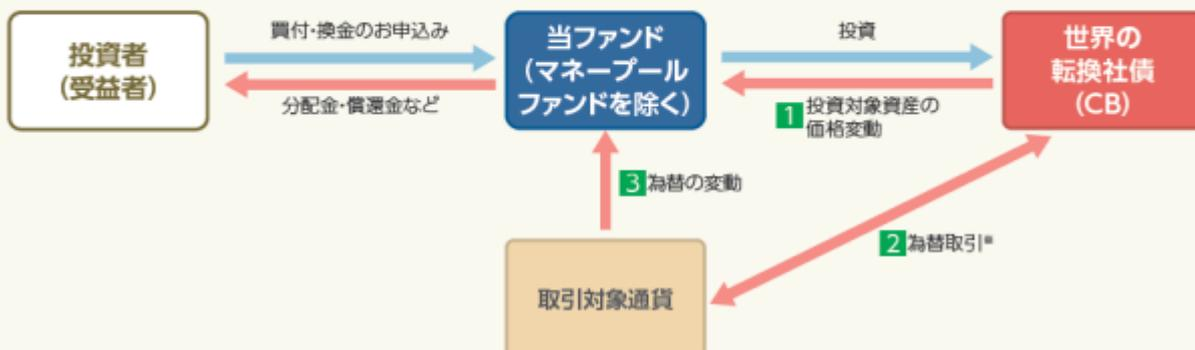 投資者
(受益者)
買付・換金のお申込み
分配金・償還金など
当ファンド
(マネープール
ファンドを除く)
投資
1 投資対象資産の
価格変動
世界の
転換社債
(CB)
3 為替の変動
2 為替取引※
取引対象通貨